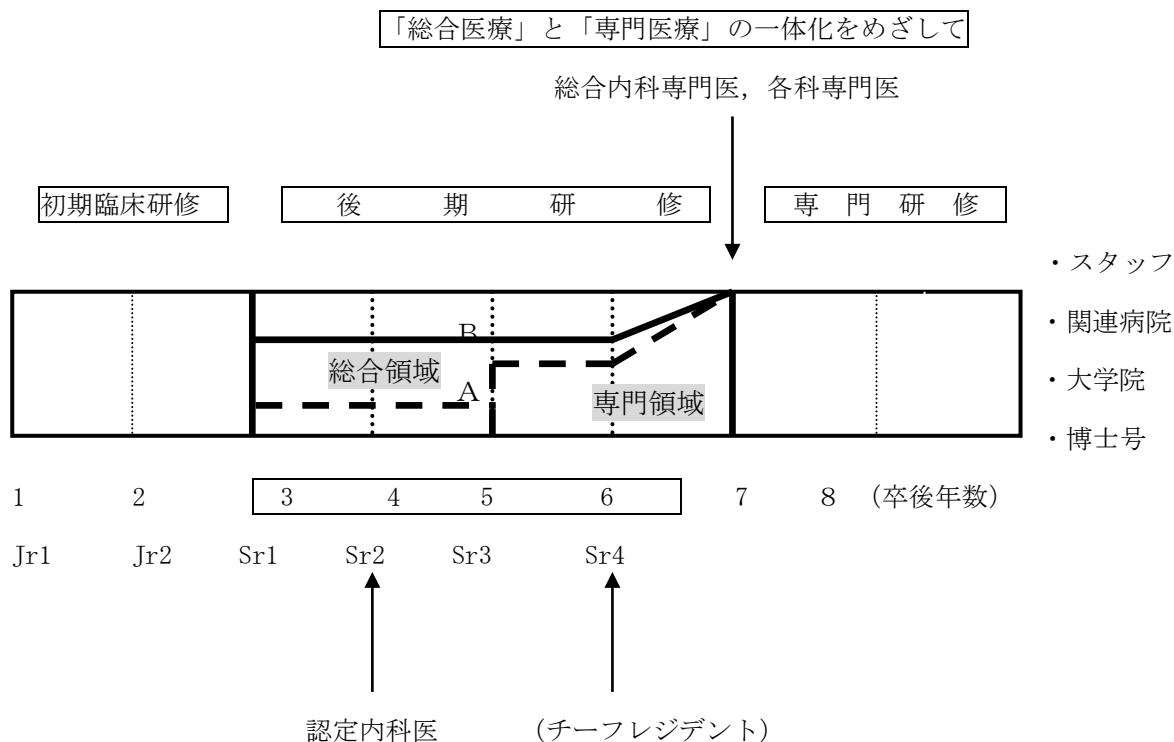 「総合医療」と「専門医療」の一体化をめざして
総合内科専門医，各科専門医
初期臨床研修
後期研修
専門研修
・スタッフ
・関連病院
・大学院
・博士号
B
総合領域
A
専門領域
1 2 3 4 5 6 7 8 （卒後年数）
Jr1 Jr2 Sr1 Sr2 Sr3 Sr4
認定内科医 （チーフレジデント）